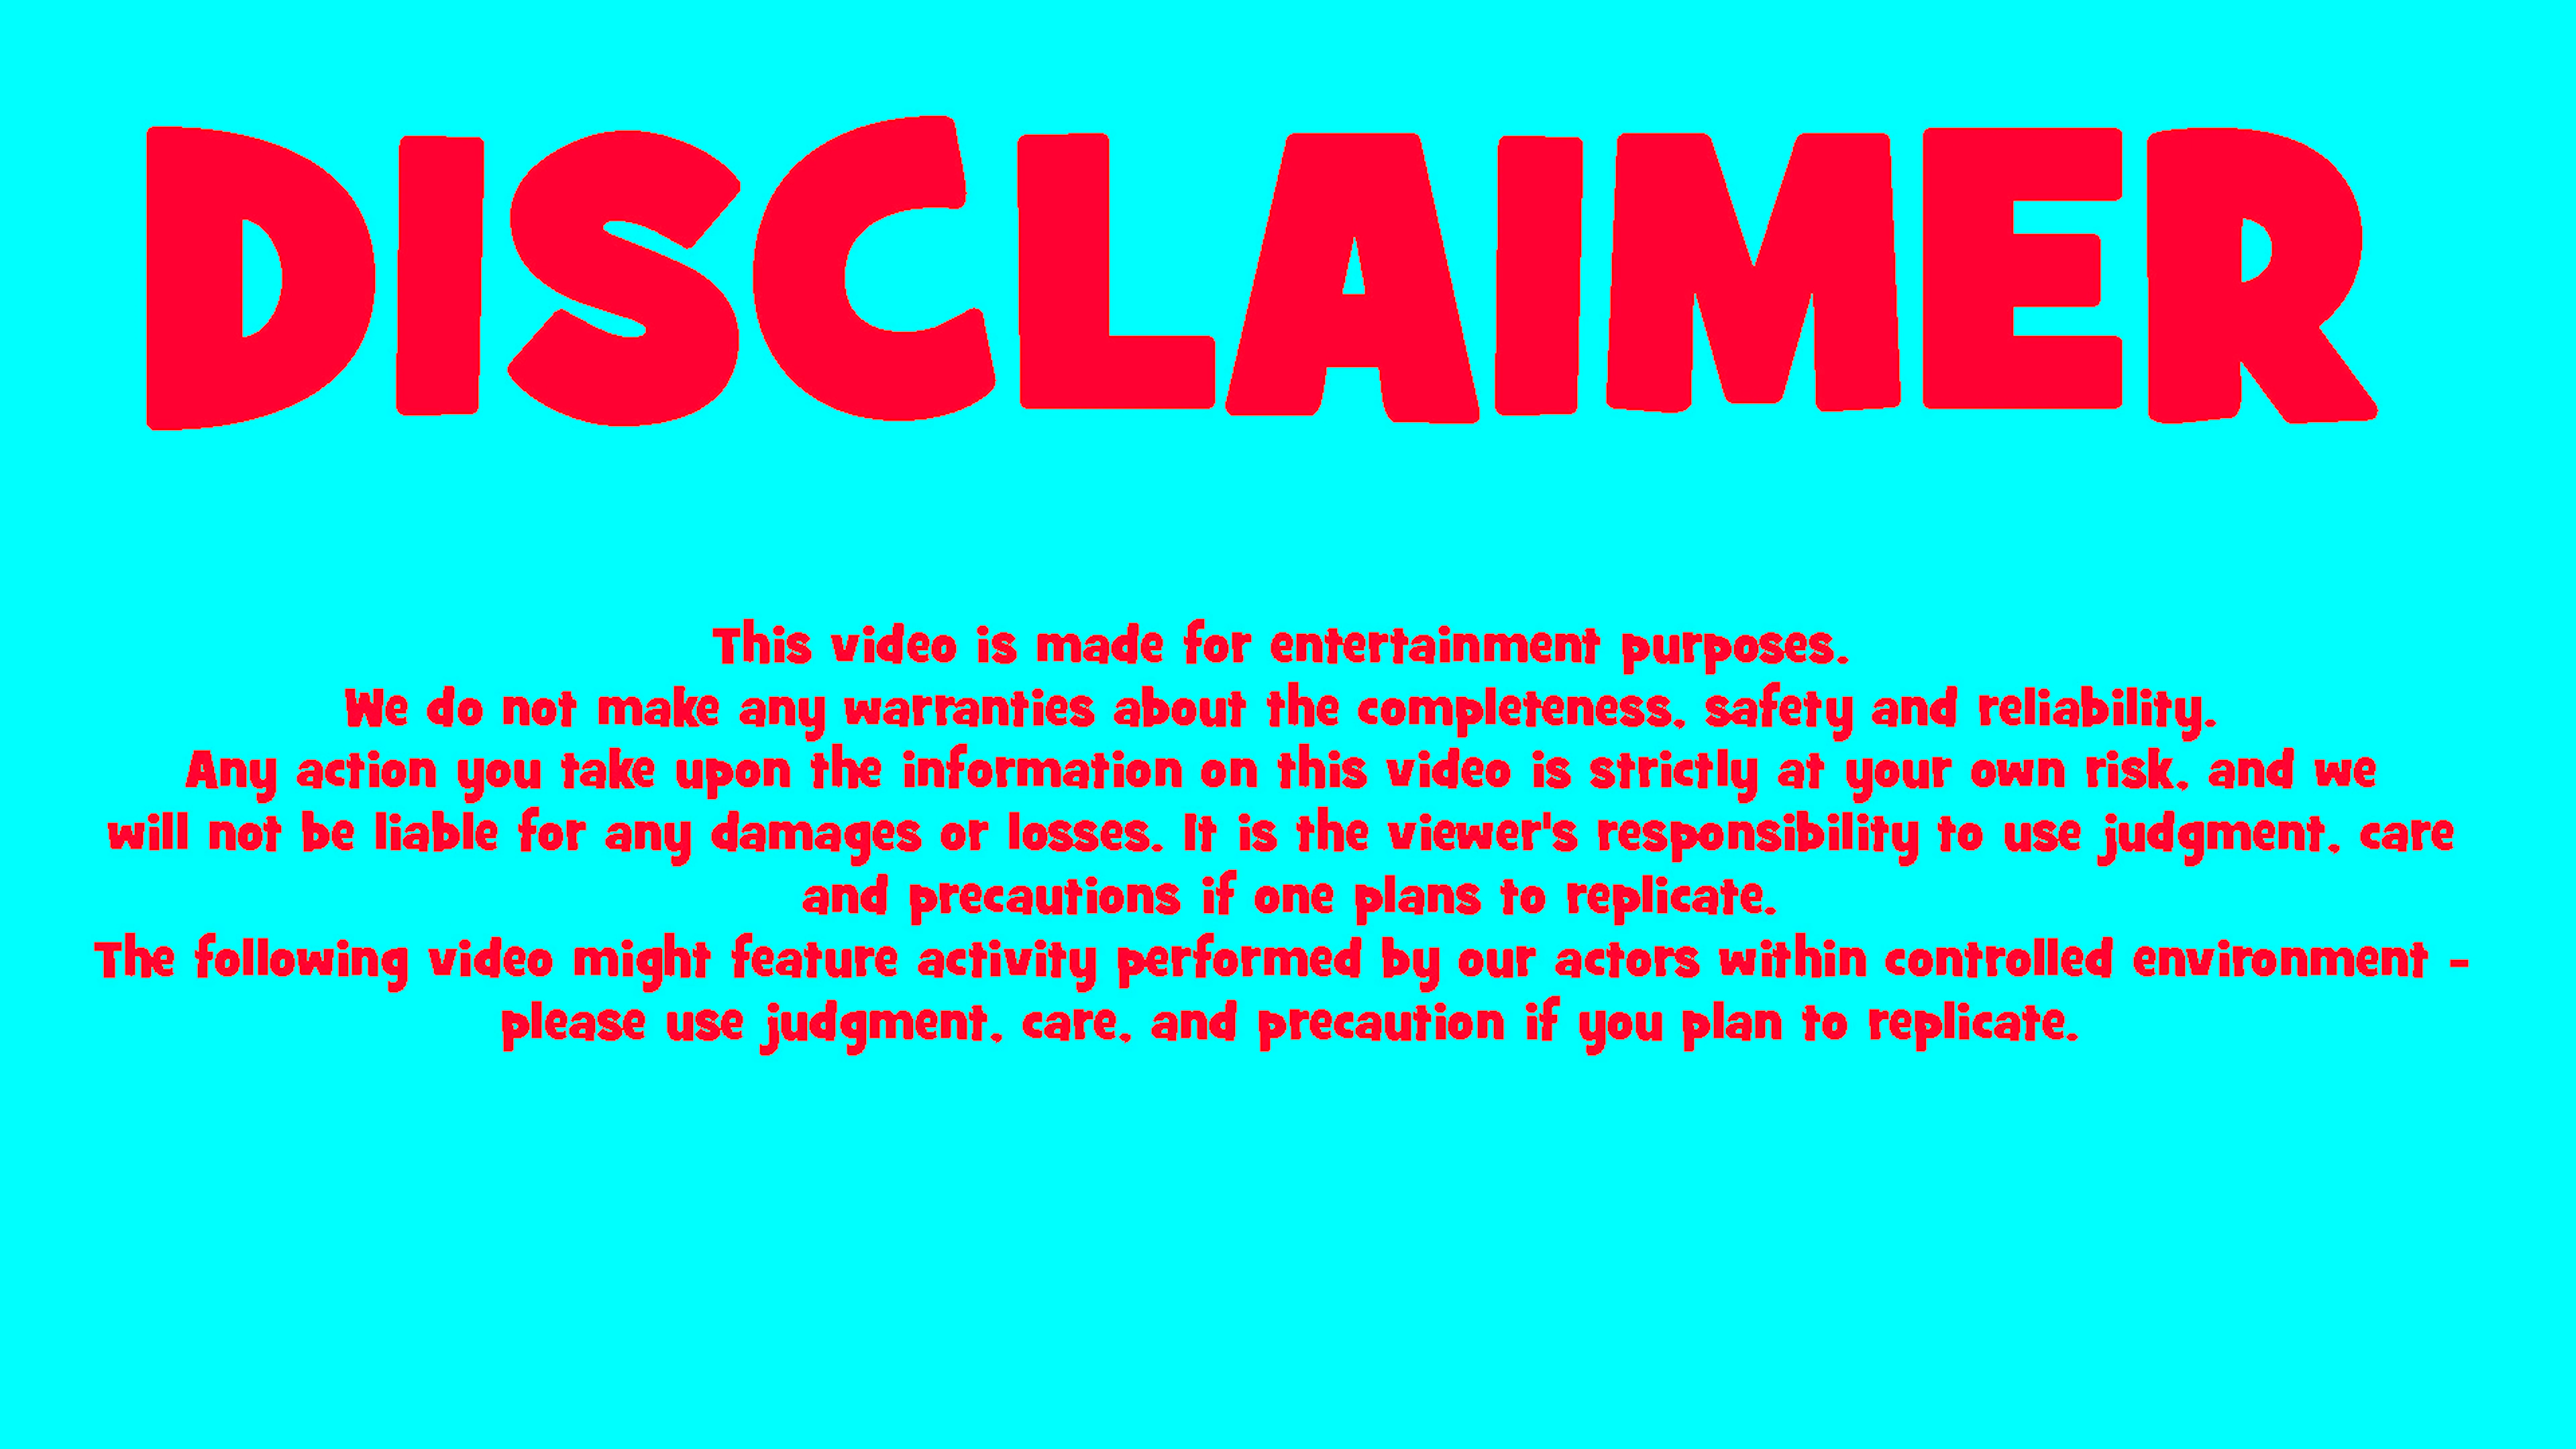 DISCLAIMER
This video is made for entertainment purposes.
We do not make any warranties about the completeness, safety and reliability.
Any action you take upon the information on this video is strictly at your own risk, and we
will not be liable for any damages or losses. It is the viewer's responsibility to use judgment, care
and precautions if one plans to replicate.
The following video might feature activity performed by our actors within controlled environment -
please use judgment, care, and precaution if you plan to replicate.